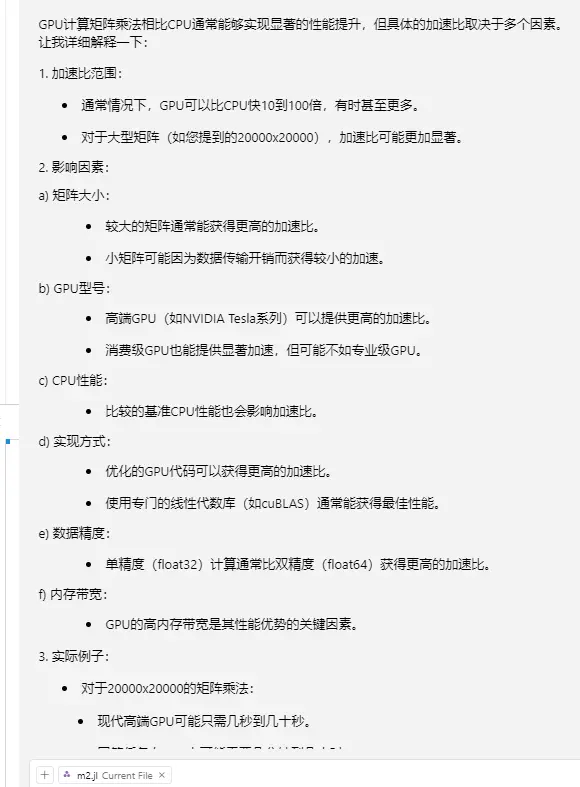 GPU计算矩阵乘法相比CPU通常能够实现显著的性能提升，但具体的加速比取决于多个因素。
让我详细解释一下：
1. 加速比范围：
• 通常情况下，GPU可以比CPU快10到100倍，有时甚至更多。
• 对于大型矩阵（如您提到的20000x20000），加速比可能更加显著。
2. 影响因素：
a) 矩阵大小：
• 较大的矩阵通常能获得更高的加速比。
• 小矩阵可能因为数据传输开销而获得较小的加速。
b) GPU型号：
• 高端GPU（如NVIDIA Tesla系列）可以提供更高的加速比。
• 消费级GPU也能提供显著加速，但可能不如专业级GPU。
c) CPU性能：
• 比较的基准CPU性能也会影响加速比。
d) 实现方式：
• 优化的GPU代码可以获得更高的加速比。
• 使用专门的线性代数库（如cuBLAS）通常能获得最佳性能。
e) 数据精度：
• 单精度（float32）计算通常比双精度（float64）获得更高的加速比。
f) 内存带宽：
• GPU的高内存带宽是其性能优势的关键因素。
3. 实际例子：
• 对于20000x20000的矩阵乘法：
• 现代高端GPU可能只需几秒到几十秒。
m2.jl Current File